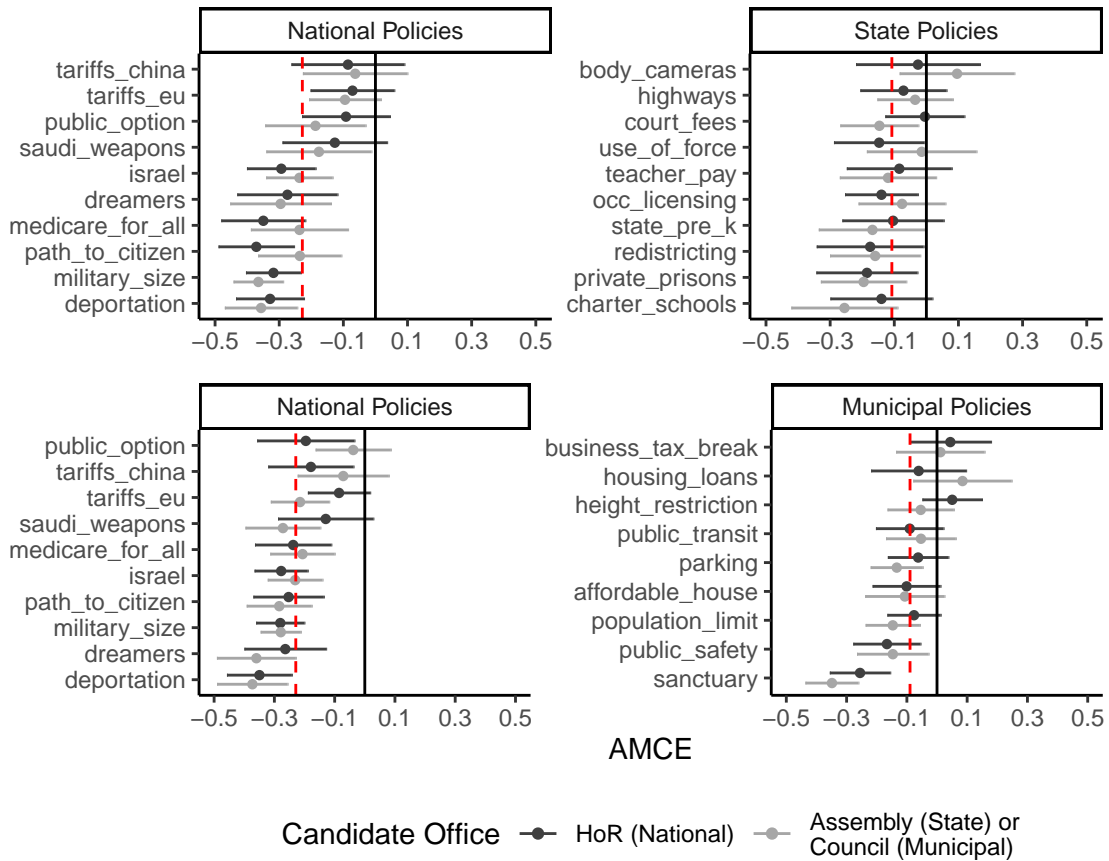 National Policies
tariffs_china
tariffs_eu
public_option
saudi_weapons
israel
dreamers
medicare_for_all
path_to_citizen
military_size
deportation
−0.5 −0.3 −0.1 0.1 0.3 0.5
State Policies
body_cameras
highways
court_fees
use_of_force
teacher_pay
occ_licensing
state_pre_k
redistricting
private_prisons
charter_schools
−0.5 −0.3 −0.1 0.1 0.3 0.5
National Policies
public_option
tariffs_china
tariffs_eu
saudi_weapons
medicare_for_all
israel
path_to_citizen
military_size
dreamers
deportation
−0.5 −0.3 −0.1 0.1 0.3 0.5
Municipal Policies
business_tax_break
housing_loans
height_restriction
public_transit
parking
affordable_house
population_limit
public_safety
sanctuary
−0.5 −0.3 −0.1 0.1 0.3 0.5
AMCE
Candidate Office
HoR (National)
Assembly (State) or
Council (Municipal)